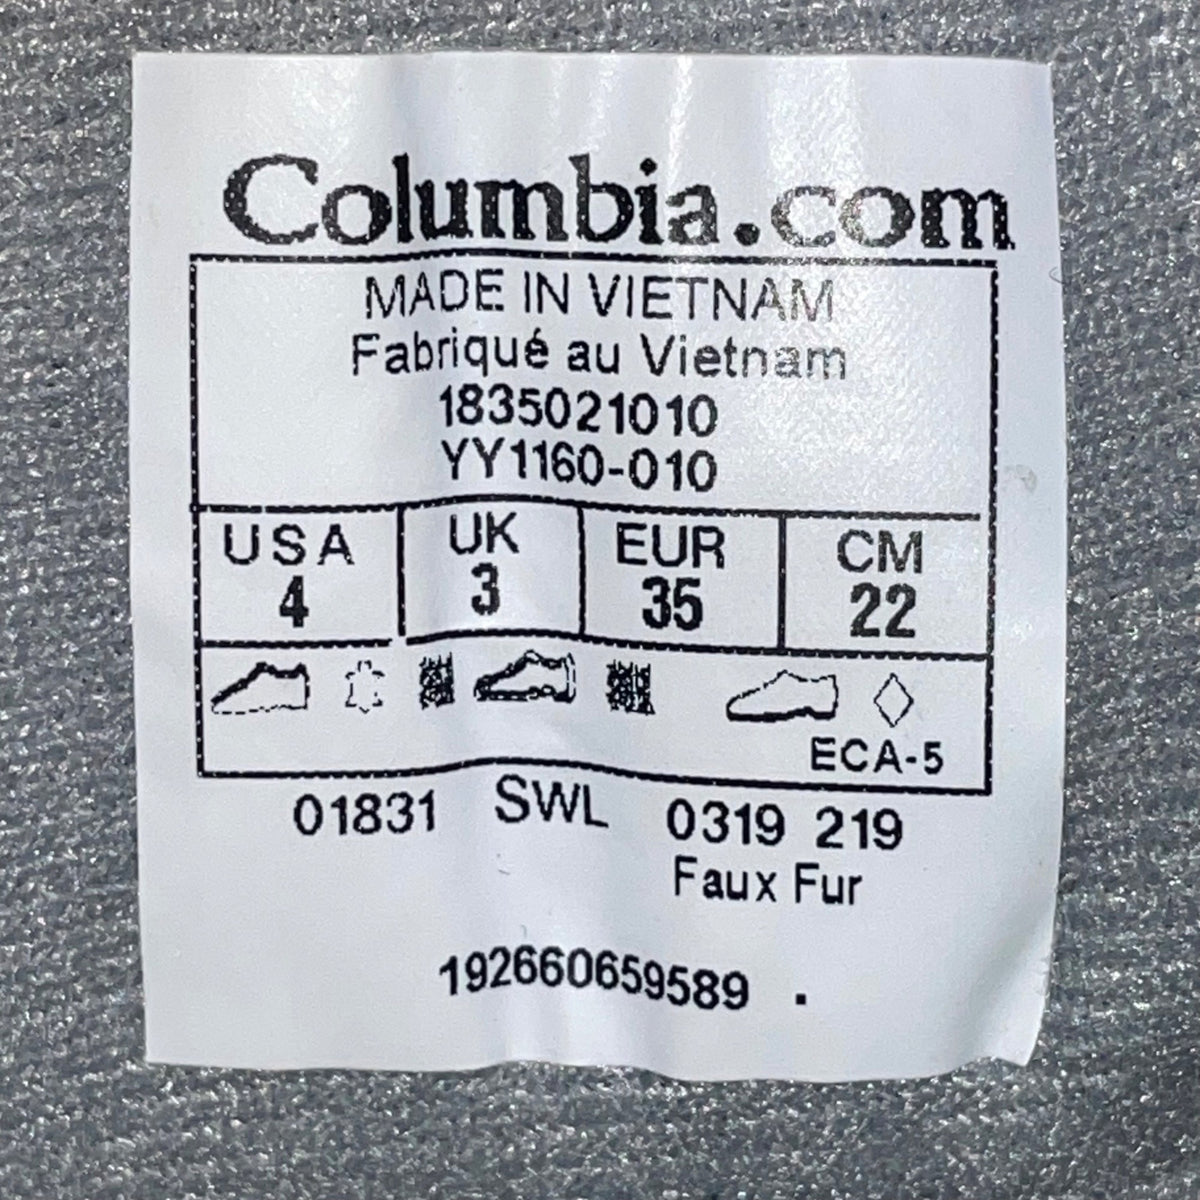 Columbia.com
MADE IN VIETNAM
Fabriqué au Vietnam
1835021010
YY1160-010
USA UK EUR CM
4 3 35 22
ECA-5
01831 SWL 0319 219
Faux Fur
192660659589 .